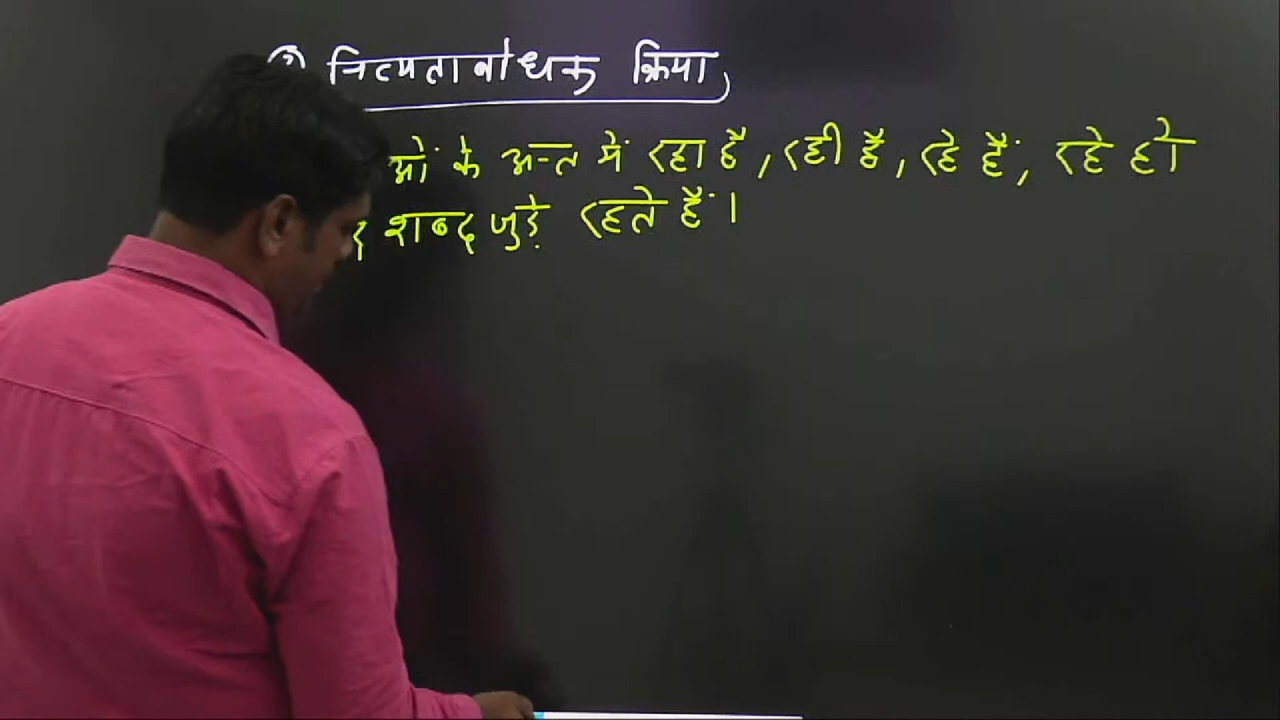 नित्यताबोधक क्रिया
ओं के अन्त में रहा है, रही है, रहे हैं, रहे हो
शब्द जुड़े रहते हैं।